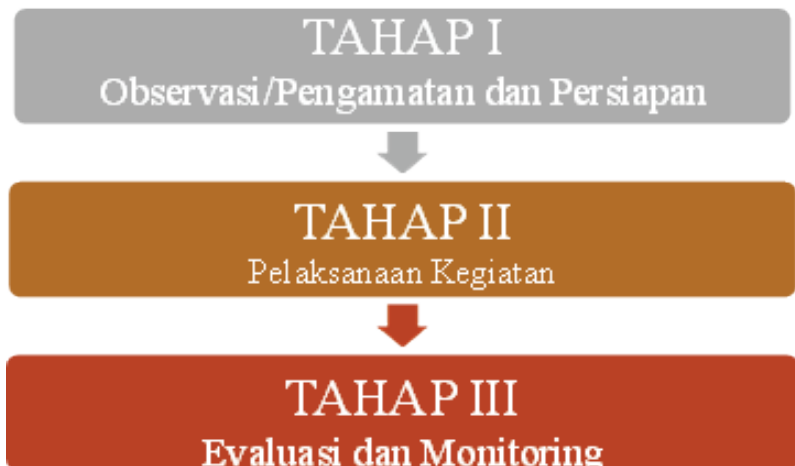 TAHAP I
Observasi/Pengamatan dan Persiapan
TAHAP II
Pelaksanaan Kegiatan
TAHAP III
Evaluasi dan Monitoring